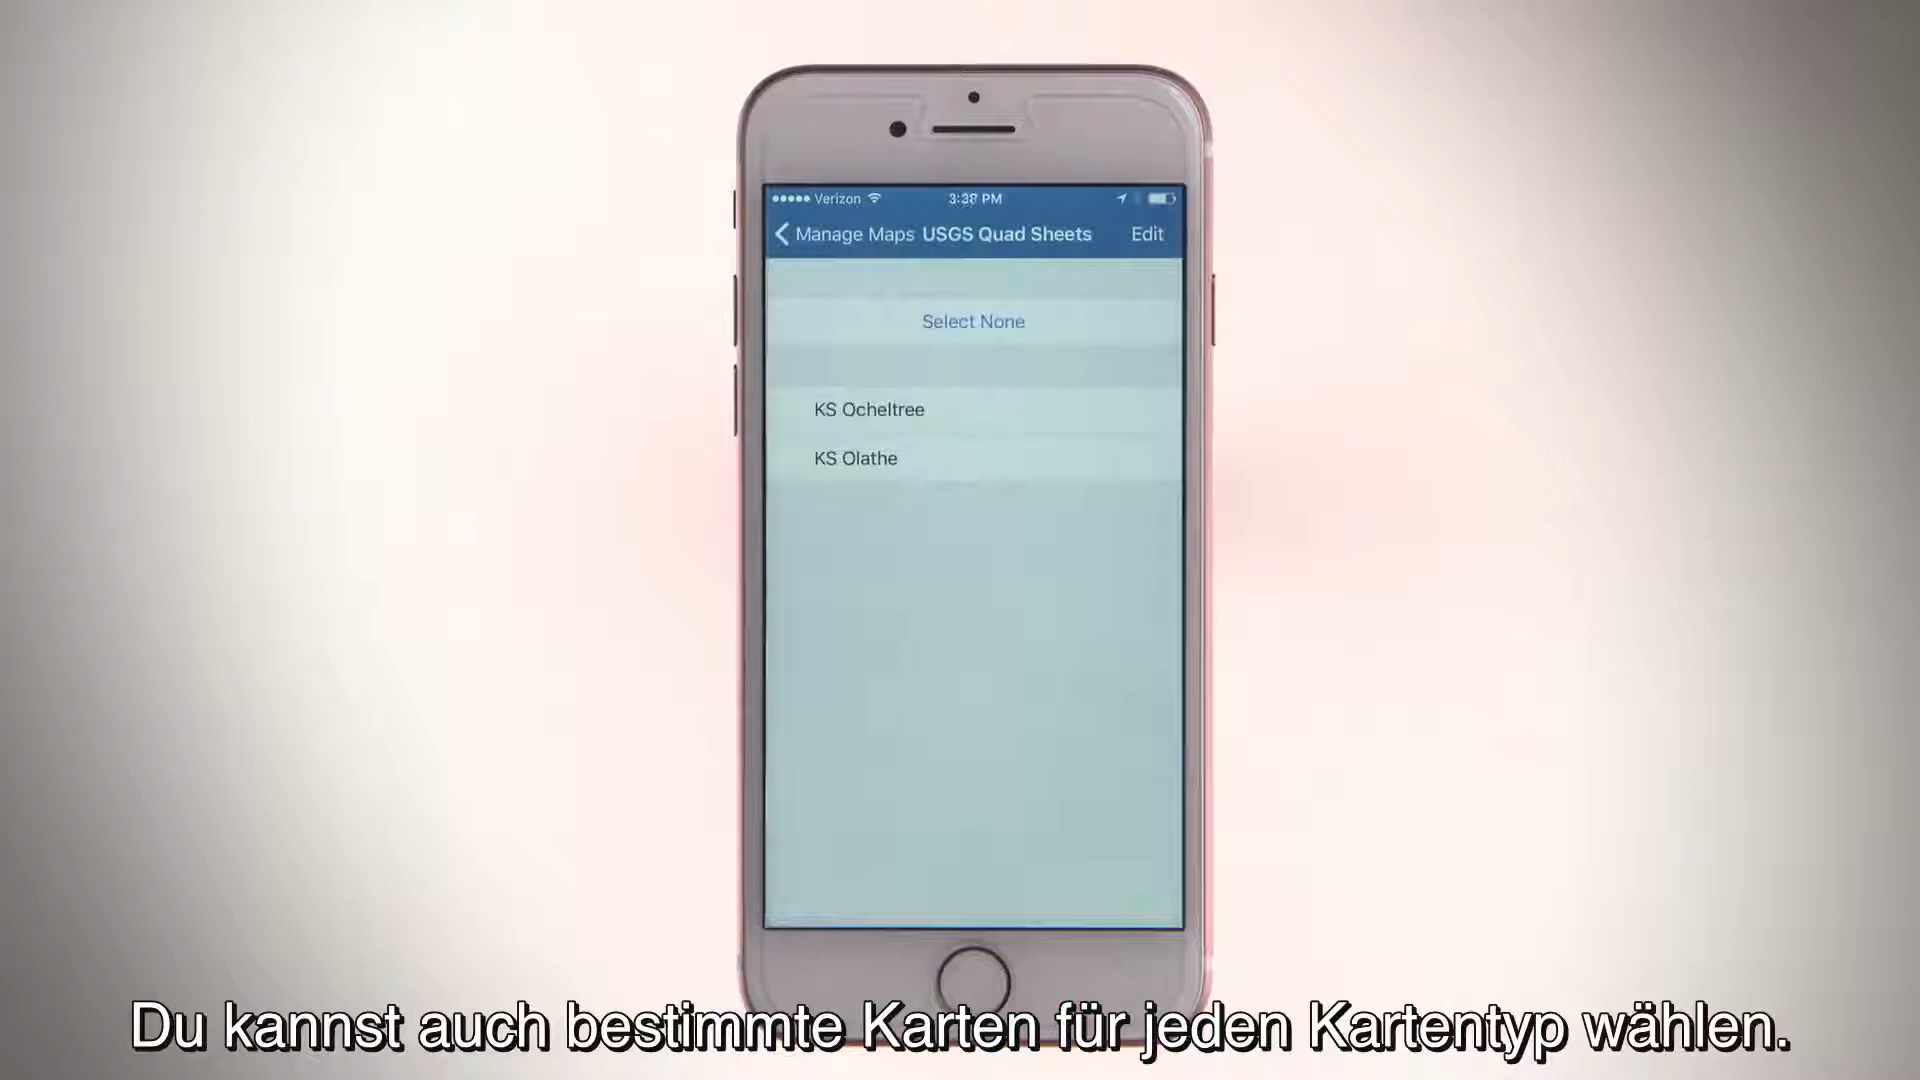 Verizon 3:38 PM
Manage Maps USGS Quad Sheets Edit
Select None
KS Ocheltree
KS Olathe
Du kannst auch bestimmte Karten für jeden Kartentyp wählen.